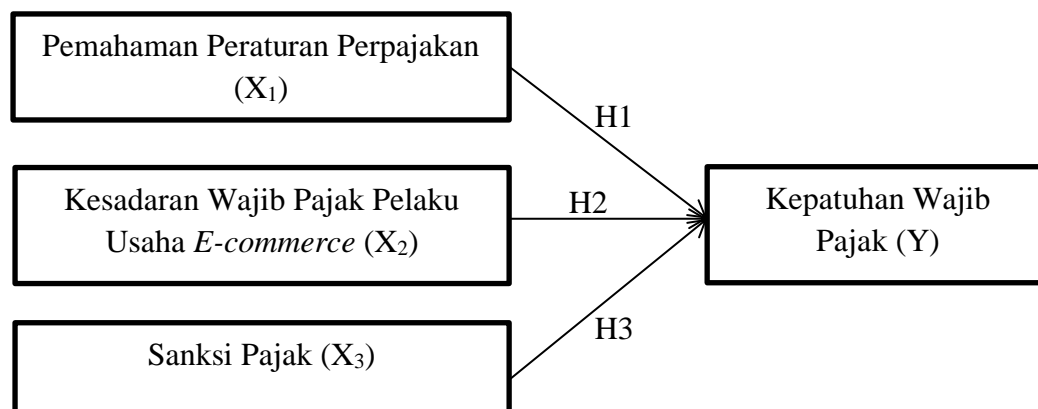 Pemahaman Peraturan Perpajakan
(X₁)
H1
Kesadaran Wajib Pajak Pelaku
Usaha E-commerce (X₂)
H2
Kepatuhan Wajib
Pajak (Y)
H3
Sanksi Pajak (X₃)